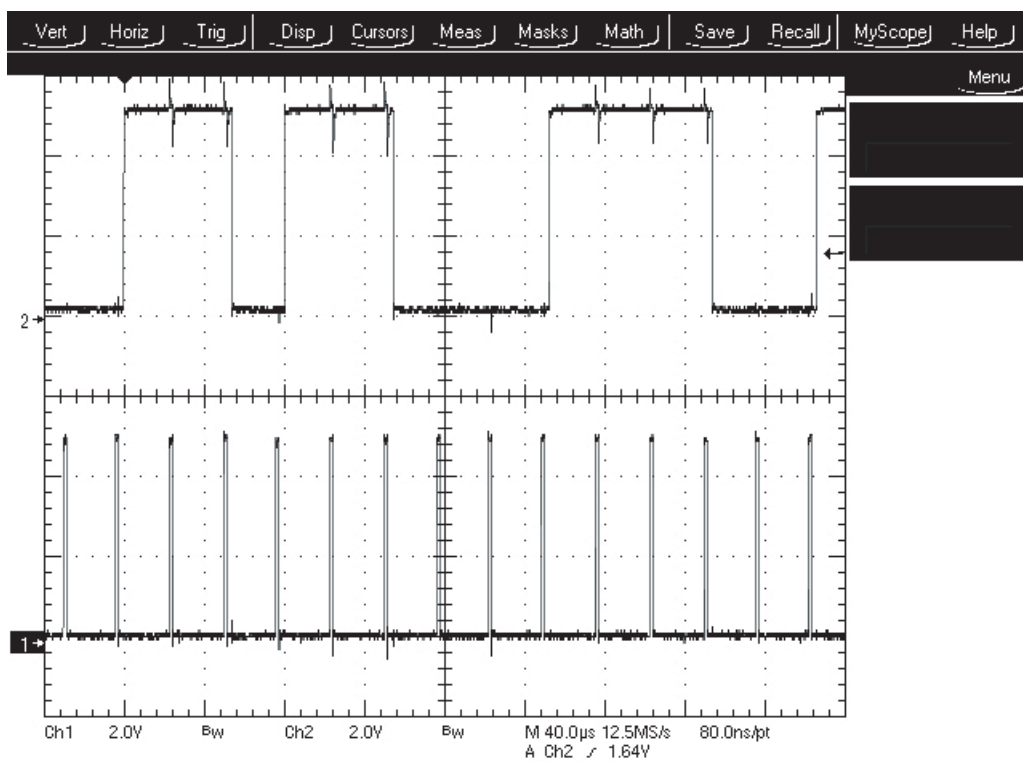 Vert Horiz Trig Disp Cursors Meas Masks Math Save Recall MyScope Help
Menu
2
1
Ch1 2.0V Bw Ch2 2.0V Bw M 40.0µs 12.5MS/s 80.0ns/pt
A Ch2 1.64V